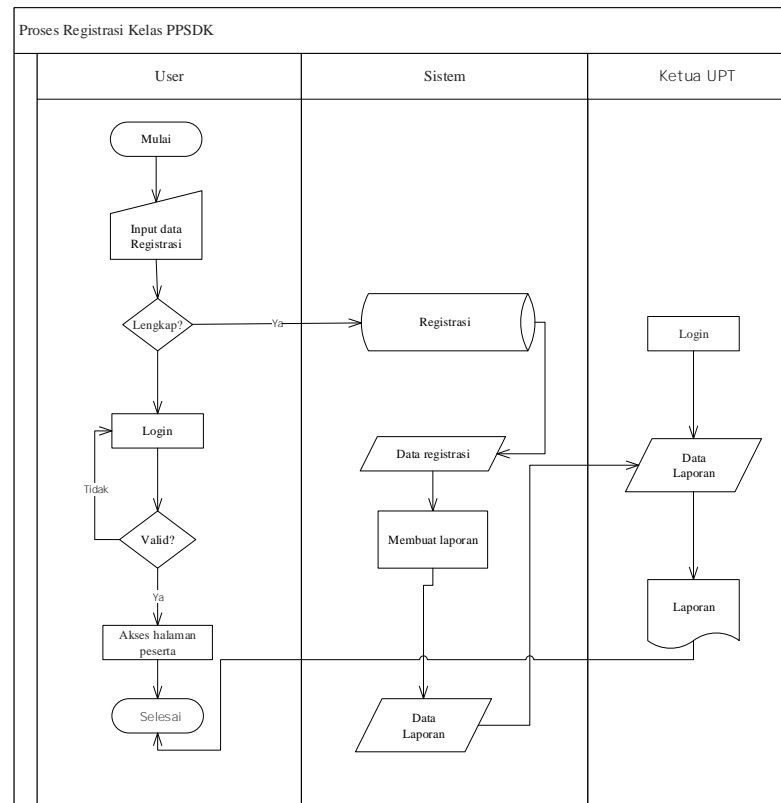 Proses Registrasi Kelas PPSDK
User
Sistem
Ketua UPT
Mulai
Input data
Registrasi
Lengkap?
Ya
Registrasi
Login
Login
Data registrasi
Data
Laporan
Tidak
Valid?
Membuat laporan
Ya
Laporan
Akses halaman
peserta
Selesai
Data
Laporan